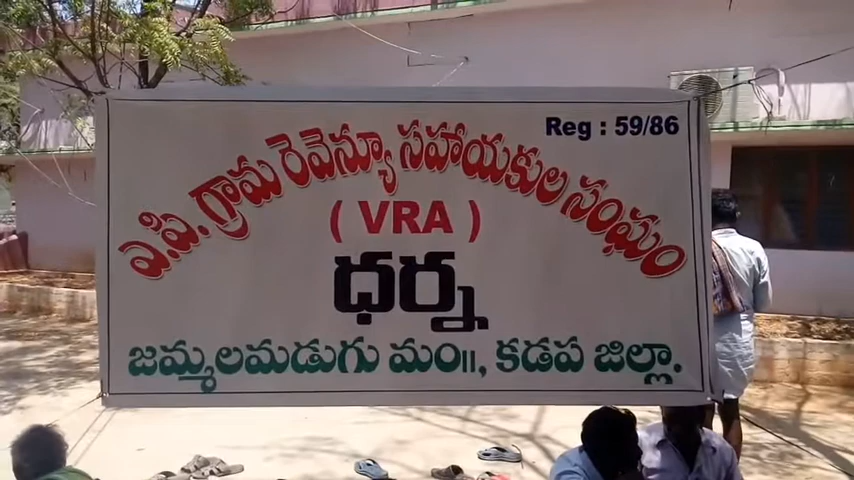 Reg : 59/86
ఎ.పి. గ్రామ రెవెన్యూ సహాయకుల సంఘం
( VRA )
ధర్నా
జమ్మలమడుగు మం॥, కడప జిల్లా.